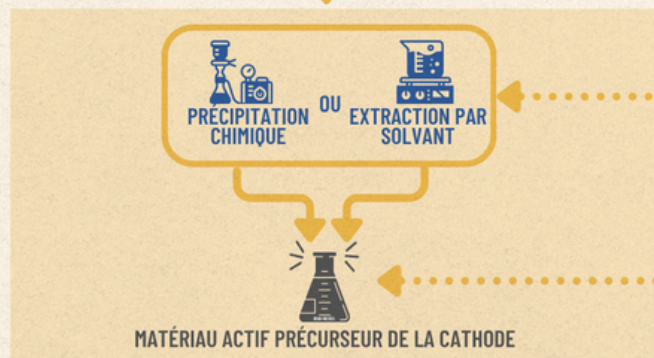 PRÉCIPITATION
CHIMIQUE
OU
EXTRACTION PAR
SOLVANT
MATÉRIAU ACTIF PRÉCURSEUR DE LA CATHODE